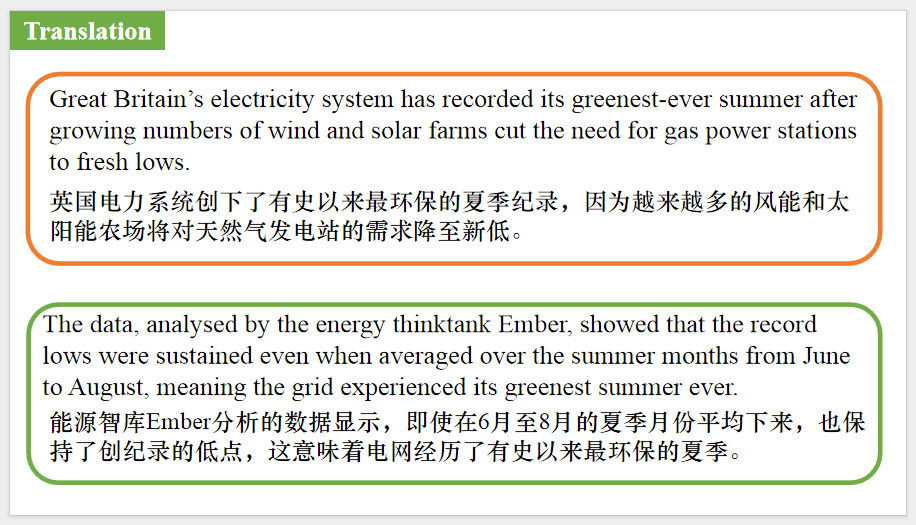 Translation
Great Britain’s electricity system has recorded its greenest-ever summer after
growing numbers of wind and solar farms cut the need for gas power stations
to fresh lows.
英国电力系统创下了有史以来最环保的夏季纪录，因为越来越多的风能和太
阳能农场将对天然气发电站的需求降至新低。
The data, analysed by the energy thinktank Ember, showed that the record
lows were sustained even when averaged over the summer months from June
to August, meaning the grid experienced its greenest summer ever.
能源智库Ember分析的数据显示，即使在6月至8月的夏季月份平均下来，也保
持了创纪录的低点，这意味着电网经历了有史以来最环保的夏季。